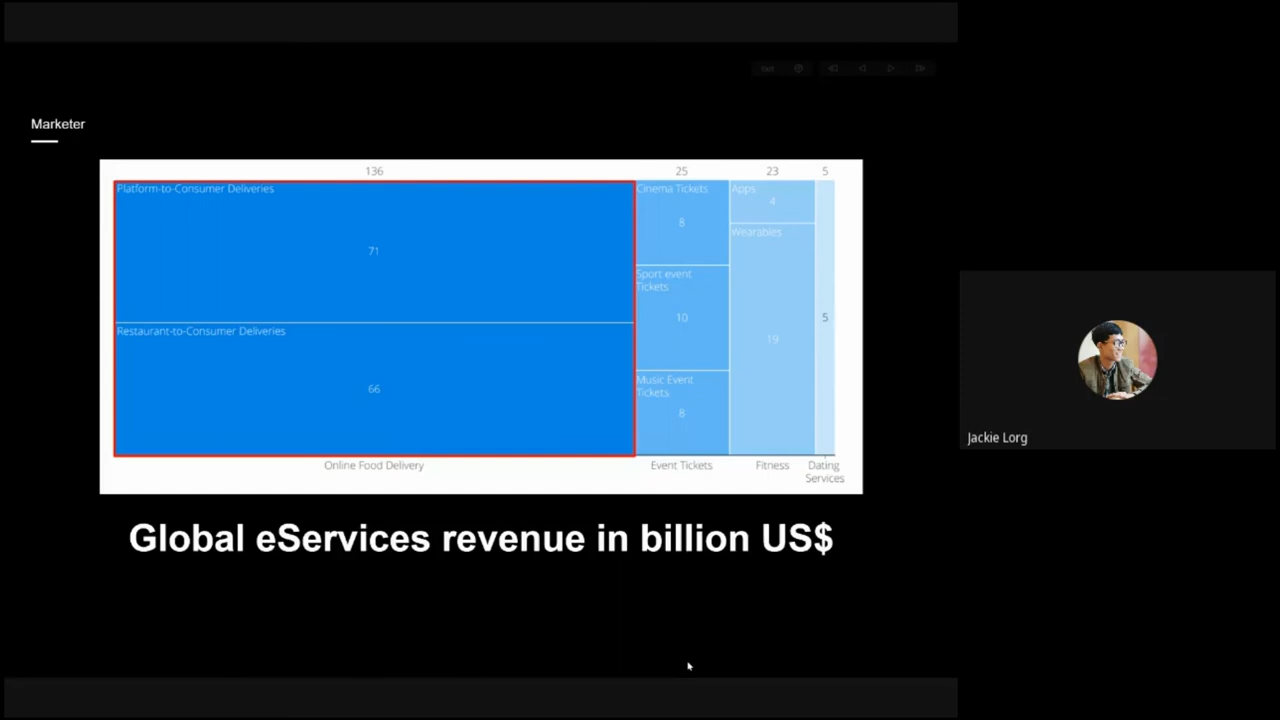 Start
Marketer
136
25
23
5
Platform-to-Consumer Deliveries
71
Restaurant-to-Consumer Deliveries
66
Cinema Tickets
8
Sport event
Tickets
10
Music Event
Tickets
8
Apps
4
Wearables
19
5
Online Food Delivery
Event Tickets
Fitness
Dating
Services
Global eServices revenue in billion US$
Jackie Lorg